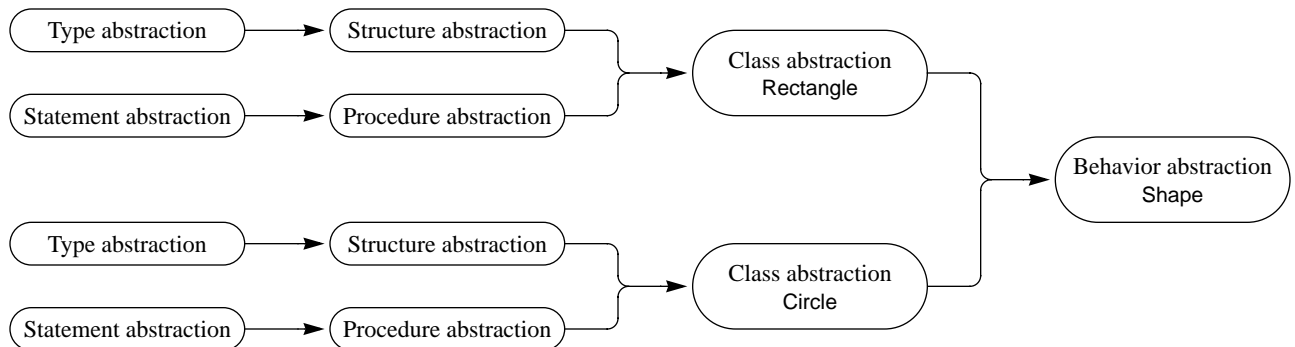 Type abstraction
Structure abstraction
Statement abstraction
Procedure abstraction
Class abstraction
Rectangle
Type abstraction
Structure abstraction
Statement abstraction
Procedure abstraction
Class abstraction
Circle
Behavior abstraction
Shape